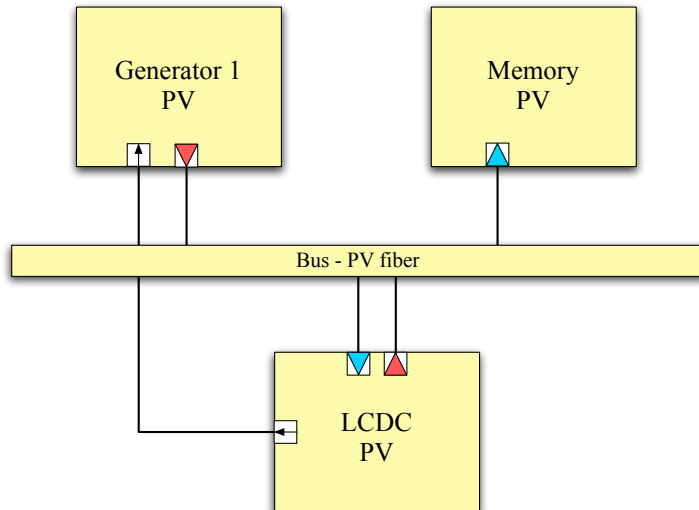 Generator 1
PV
Memory
PV
Bus - PV fiber
LCDC
PV